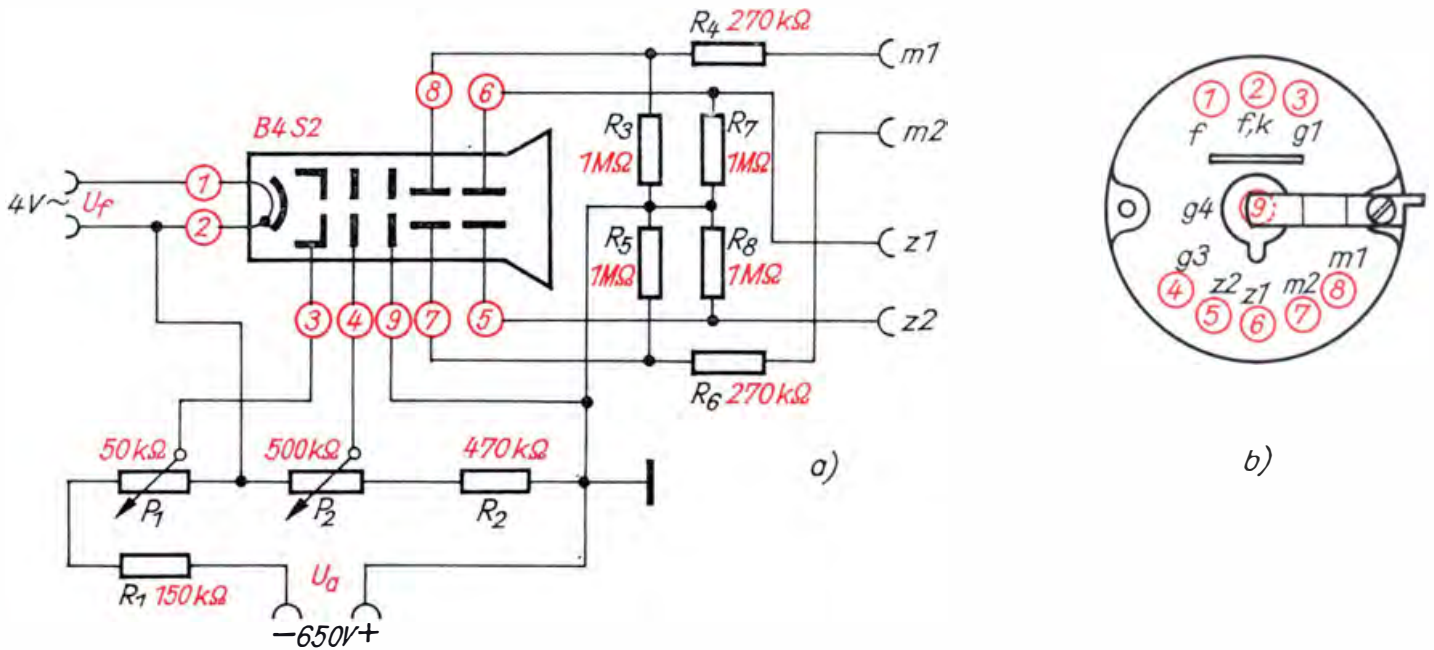 R4 270kΩ
m1
8
6
B4S2
R3
1MΩ
R7
1MΩ
m2
4V~ Uf
1
2
R5
1MΩ
R8
1MΩ
z1
3
4
9
7
5
z2
R6 270kΩ
50kΩ
500kΩ
470kΩ
P1
P2
R2
a)
R1 150kΩ
Ua
−650V+
1
2
3
f
f,k
g1
g4
9
g3
z2
z1
m2
m1
4
5
6
7
8
b)